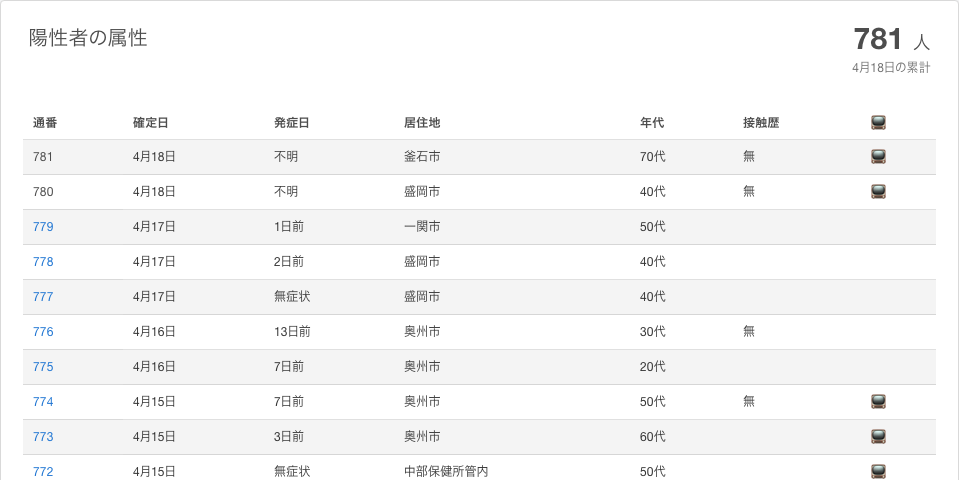 陽性者の属性
781 人
4月18日の累計
通番 確定日 発症日 居住地 年代 接触歴
781 4月18日 不明 釜石市 70代 無
780 4月18日 不明 盛岡市 40代 無
779 4月17日 1日前 一関市 50代
778 4月17日 2日前 盛岡市 40代
777 4月17日 無症状 盛岡市 40代
776 4月16日 13日前 奥州市 30代 無
775 4月16日 7日前 奥州市 20代
774 4月15日 7日前 奥州市 50代 無
773 4月15日 3日前 奥州市 60代
772 4月15日 無症状 中部保健所管内 50代